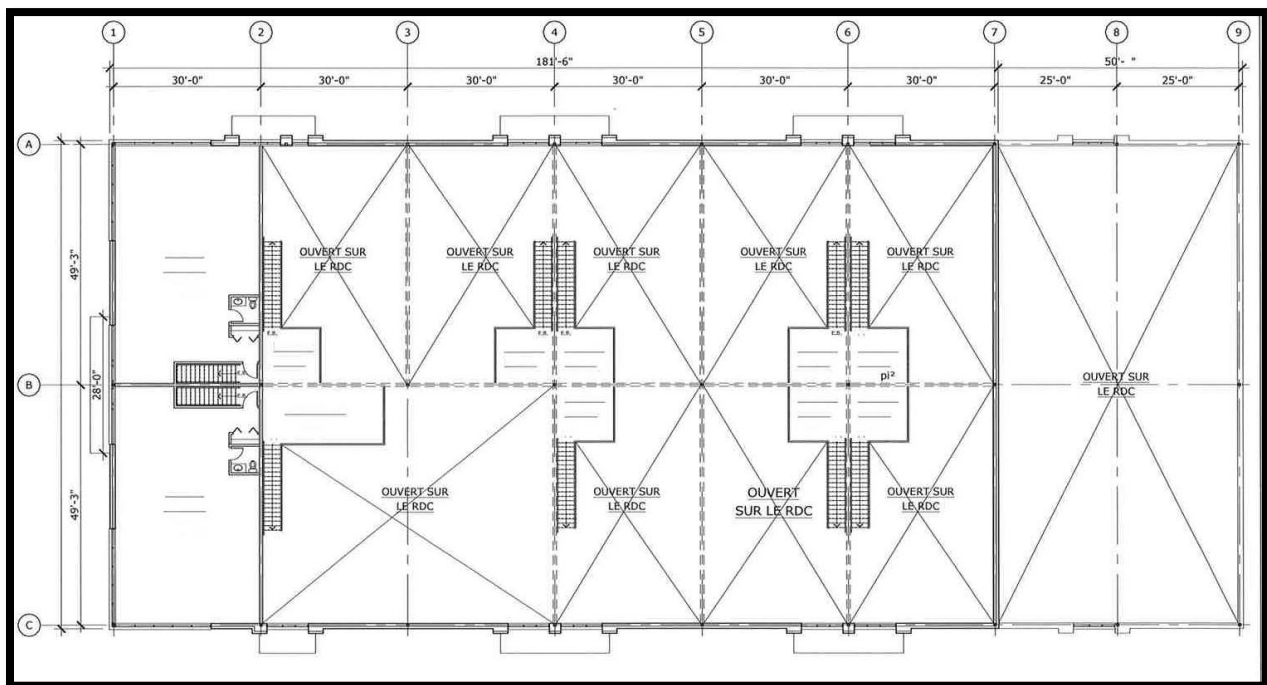 1 2 3 4 5 6 7 8 9
181'-6" 50'- "
30'-0" 30'-0" 30'-0" 30'-0" 30'-0" 30'-0" 25'-0" 25'-0"
A
49'-3"
OUVERT SUR
LE RDC
OUVERT SUR
LE RDC
OUVERT SUR
LE RDC
OUVERT SUR
LE RDC
OUVERT SUR
LE RDC
E.B. E.B. E.B. E.B.
B
28'-0"
pi²
OUVERT SUR
LE RDC
49'-3"
OUVERT SUR
LE RDC
OUVERT SUR
LE RDC
OUVERT
SUR LE RDC
OUVERT SUR
LE RDC
C